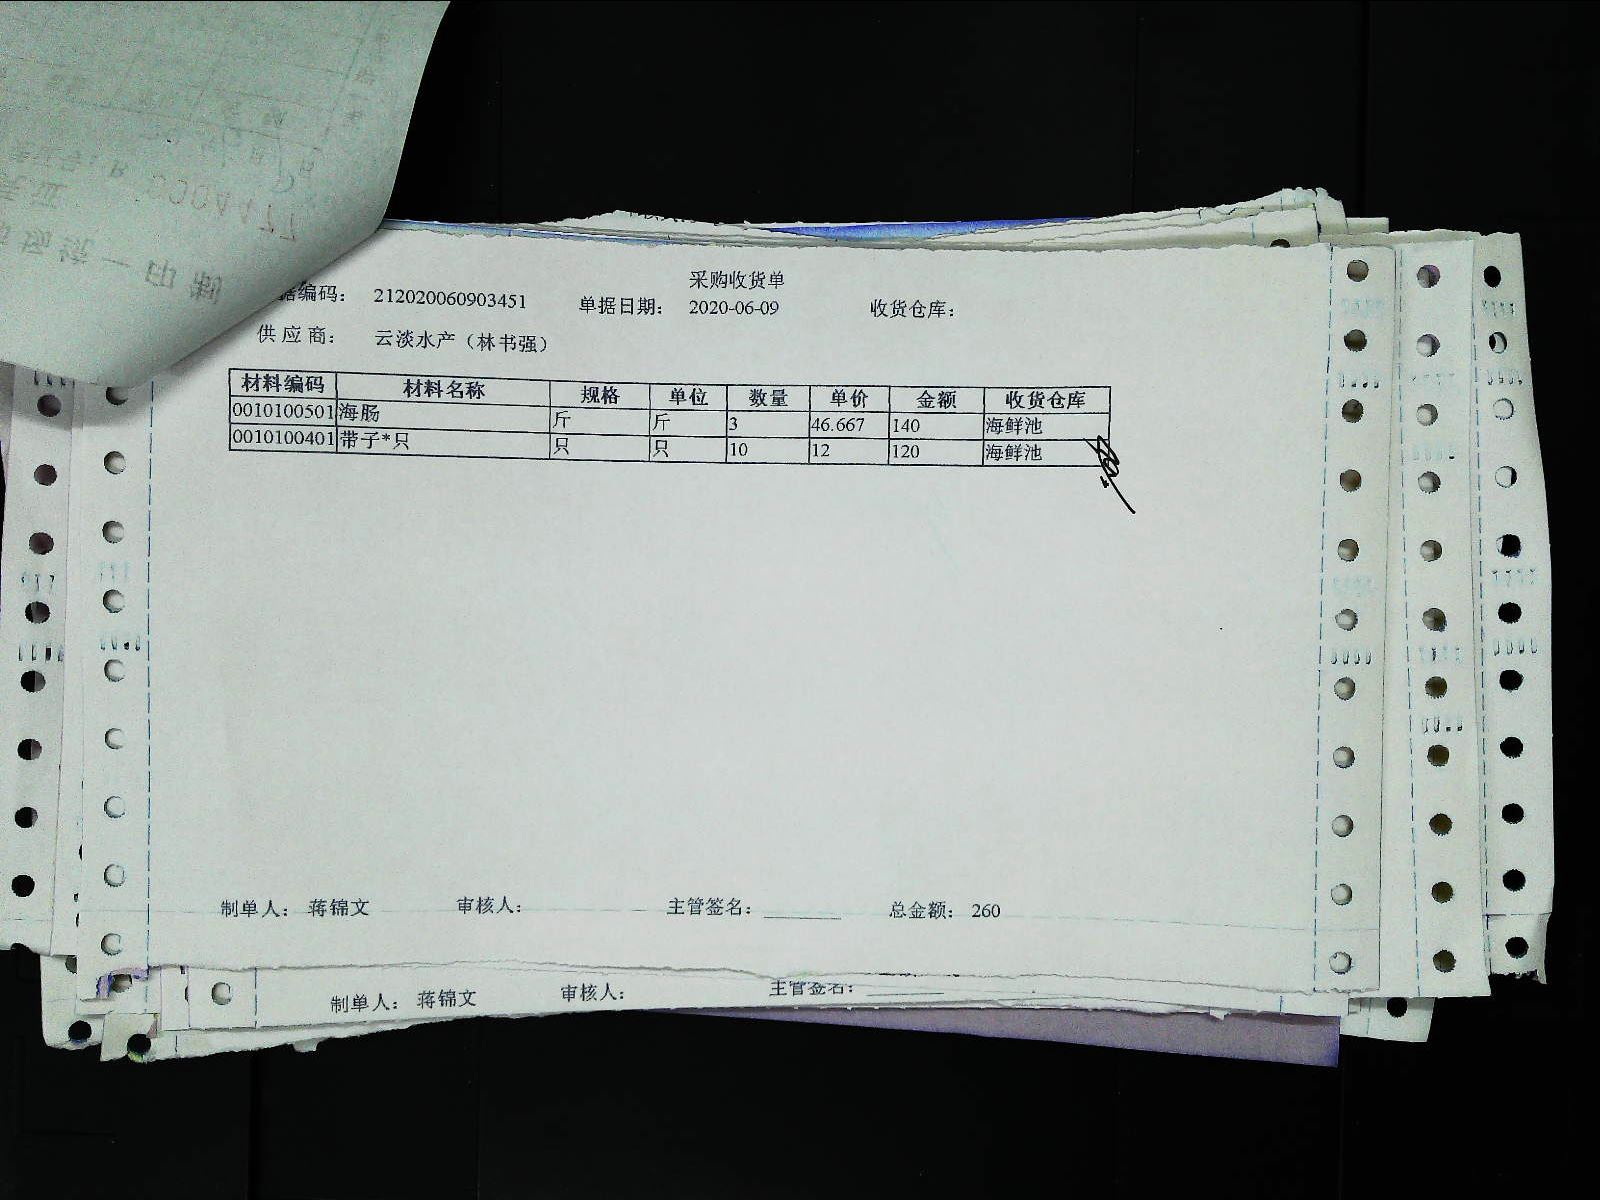 采购收货单
据编码： 212020060903451 单据日期： 2020-06-09 收货仓库：
供应商： 云淡水产（林书强）
材料编码 材料名称 规格 单位 数量 单价 金额 收货仓库
0010100501 海肠 斤 斤 3 46.667 140 海鲜池
0010100401 带子*只 只 只 10 12 120 海鲜池
制单人： 蒋锦文 审核人： 主管签名：________ 总金额： 260
制单人： 蒋锦文 审核人： 主管签名：________